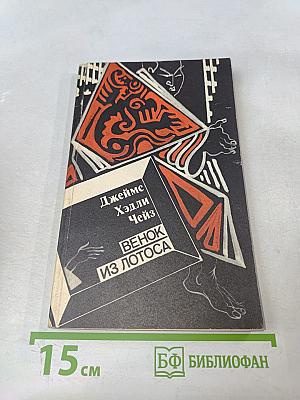 Джеймс
Хэдли
Чейз
ВЕНОК
ИЗ ЛОТОСА
15 см
БФ БИБЛИОФАН